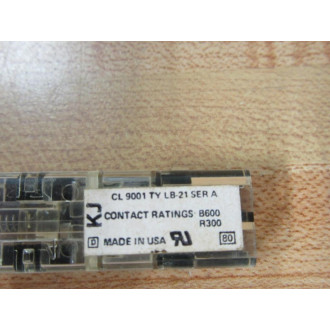 CL 9001 TY LB-21 SER A
KJ
CONTACT RATINGS: B600
R300
D MADE IN USA 80